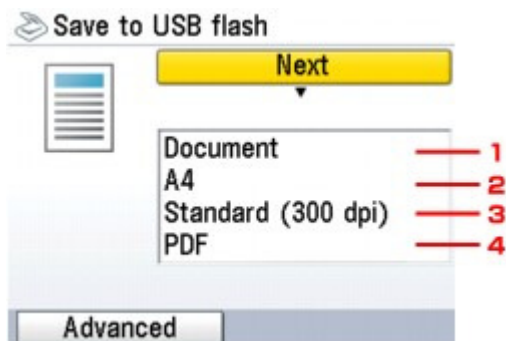 Save to USB flash
Next
Document 1
A4 2
Standard (300 dpi) 3
PDF 4
Advanced